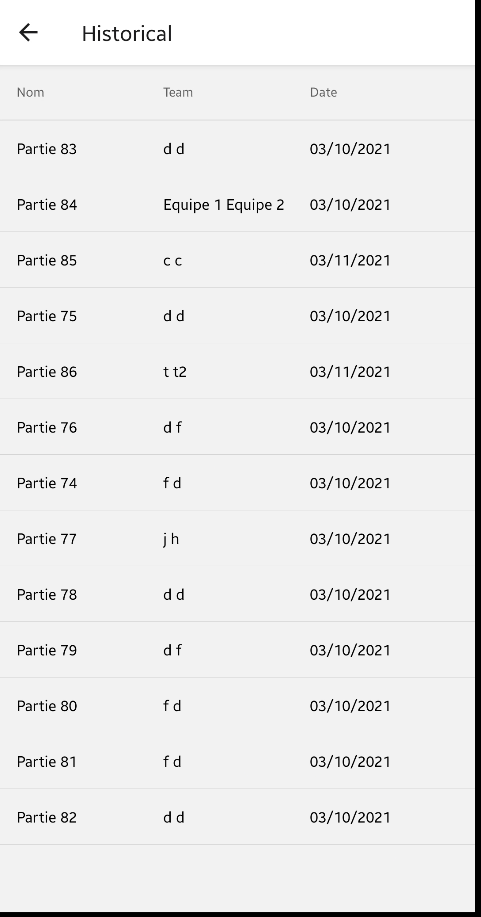 Historical
Nom Team Date
Partie 83 d d 03/10/2021
Partie 84 Equipe 1 Equipe 2 03/10/2021
Partie 85 c c 03/11/2021
Partie 75 d d 03/10/2021
Partie 86 t t2 03/11/2021
Partie 76 d f 03/10/2021
Partie 74 f d 03/10/2021
Partie 77 j h 03/10/2021
Partie 78 d d 03/10/2021
Partie 79 d f 03/10/2021
Partie 80 f d 03/10/2021
Partie 81 f d 03/10/2021
Partie 82 d d 03/10/2021